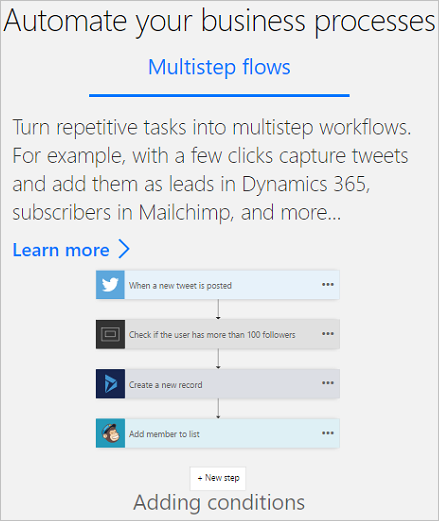 Automate your business processes
Multistep flows
Turn repetitive tasks into multistep workflows.
For example, with a few clicks capture tweets
and add them as leads in Dynamics 365,
subscribers in Mailchimp, and more...
Learn more
When a new tweet is posted
Check if the user has more than 100 followers
Create a new record
Add member to list
+ New step
Adding conditions